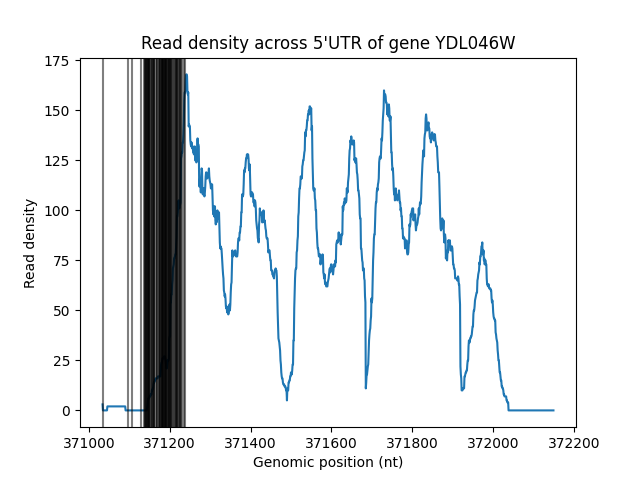 Read density across 5'UTR of gene YDL046W
175
150
125
100
75
50
25
0
Read density
371000 371200 371400 371600 371800 372000 372200
Genomic position (nt)